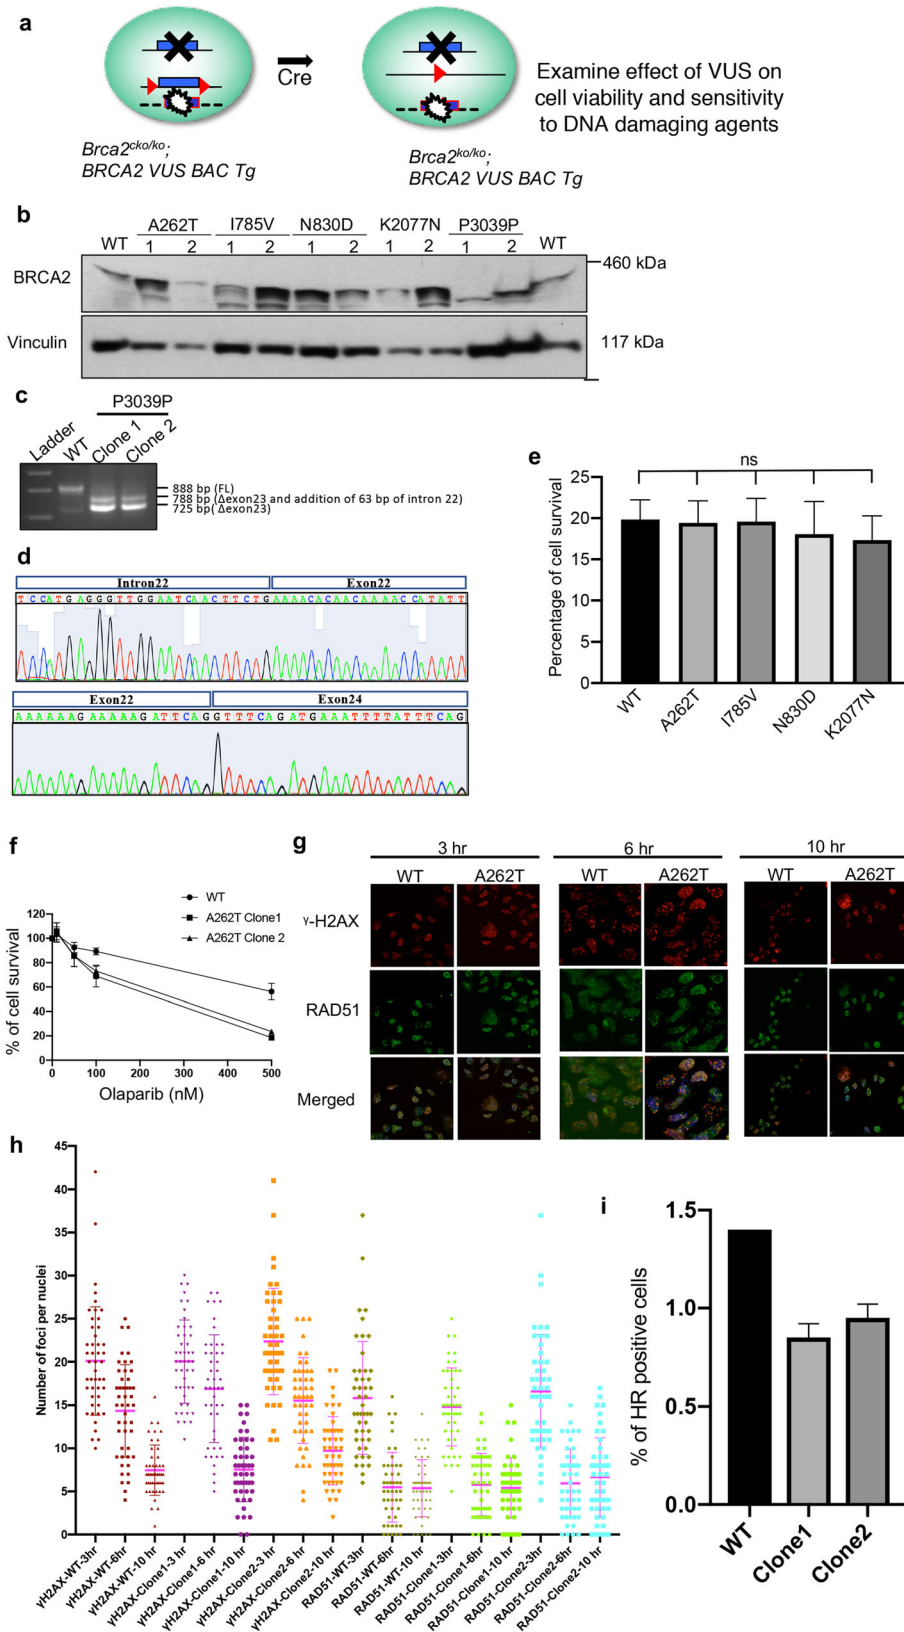 a
Cre
Brca2cko/ko;
BRCA2 VUS BAC Tg
Brca2ko/ko;
BRCA2 VUS BAC Tg
Examine effect of VUS on
cell viability and sensitivity
to DNA damaging agents
b
WT A262T I785V N830D K2077N P3039P WT
1 2 1 2 1 2 1 2 1 2
BRCA2
460 kDa
Vinculin
117 kDa
c
P3039P
Ladder WT Clone 1 Clone 2
888 bp (FL)
788 bp (Δexon23 and addition of 63 bp of intron 22)
725 bp( Δexon23)
d
Intron22 Exon22
TCCATGAGGGTTGGAATCAACTTCTGAAAACACAACAAAACCATATT
Exon22 Exon24
AAAAAAGAAAAAGATTCAGGTTTCAGATGAAATTTTATTTCAG
e
Percentage of cell survival
25
20
15
10
5
0
ns
WT A262T I785V N830D K2077N
f
WT
A262T Clone1
A262T Clone 2
% of cell survival
120
100
80
60
40
20
0
0 100 200 300 400 500
Olaparib (nM)
g
3 hr 6 hr 10 hr
WT A262T WT A262T WT A262T
γ-H2AX
RAD51
Merged
h
Number of foci per nuclei
45
40
35
30
25
20
15
10
5
0
γH2AX-WT-3hr
γH2AX-WT-6hr
γH2AX-WT-10 hr
γH2AX-Clone1-3 hr
γH2AX-Clone1-6 hr
γH2AX-Clone1-10 hr
γH2AX-Clone2-3 hr
γH2AX-Clone2-6 hr
γH2AX-Clone2-10 hr
RAD51-WT-3hr
RAD51-WT-6hr
RAD51-WT-10 hr
RAD51-Clone1-3hr
RAD51-Clone1-6hr
RAD51-Clone1-10 hr
RAD51-Clone2-3hr
RAD51-Clone2-6hr
RAD51-Clone2-10 hr
i
% of HR positive cells
1.5
1.0
0.5
0.0
WT Clone1 Clone2